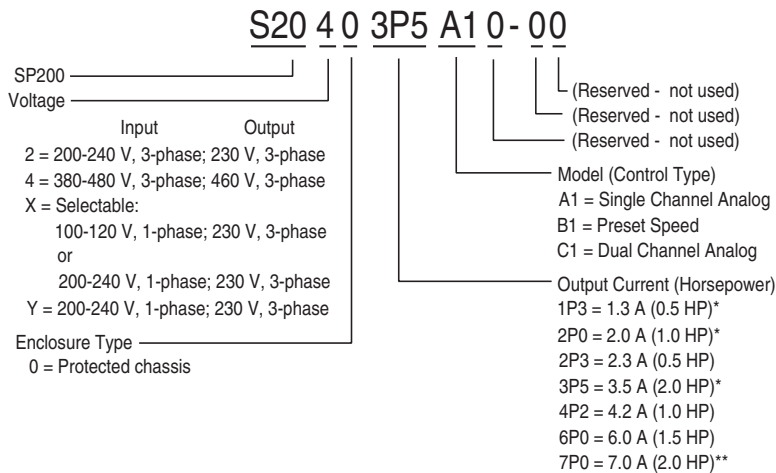 S20 4 0 3P5 A1 0 - 0 0
SP200
Voltage
Input Output
2 = 200-240 V, 3-phase; 230 V, 3-phase
4 = 380-480 V, 3-phase; 460 V, 3-phase
X = Selectable:
100-120 V, 1-phase; 230 V, 3-phase
or
200-240 V, 1-phase; 230 V, 3-phase
Y = 200-240 V, 1-phase; 230 V, 3-phase
Enclosure Type
0 = Protected chassis
(Reserved - not used)
(Reserved - not used)
(Reserved - not used)
Model (Control Type)
A1 = Single Channel Analog
B1 = Preset Speed
C1 = Dual Channel Analog
Output Current (Horsepower)
1P3 = 1.3 A (0.5 HP)*
2P0 = 2.0 A (1.0 HP)*
2P3 = 2.3 A (0.5 HP)
3P5 = 3.5 A (2.0 HP)*
4P2 = 4.2 A (1.0 HP)
6P0 = 6.0 A (1.5 HP)
7P0 = 7.0 A (2.0 HP)**